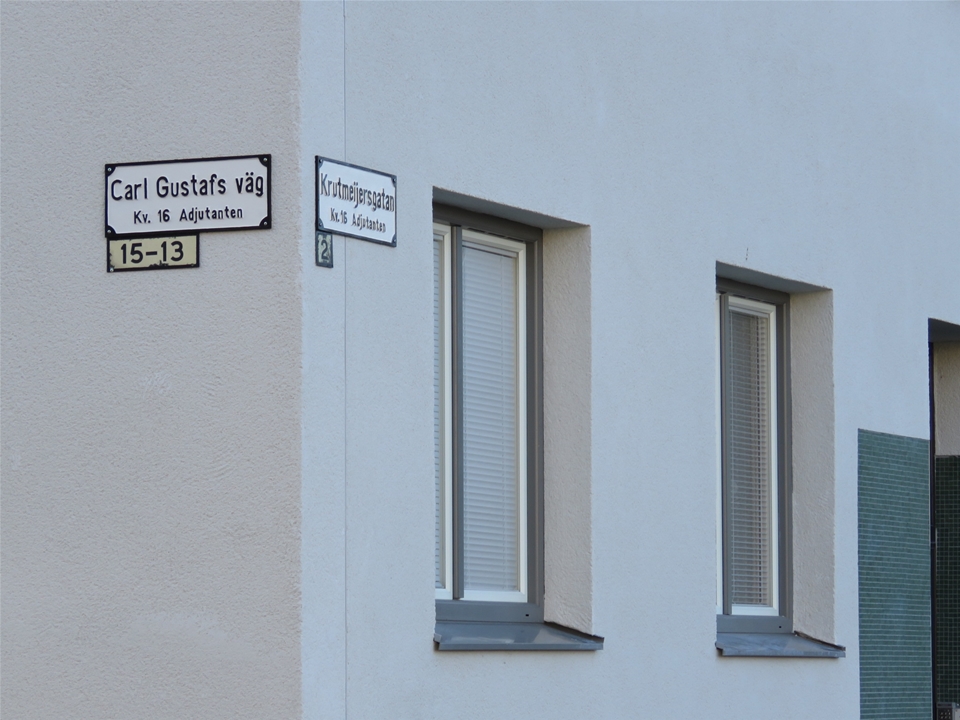 Carl Gustafs väg
Kv. 16 Adjutanten
15-13
Krutmeijersgatan
Kv. 16 Adjutanten
2